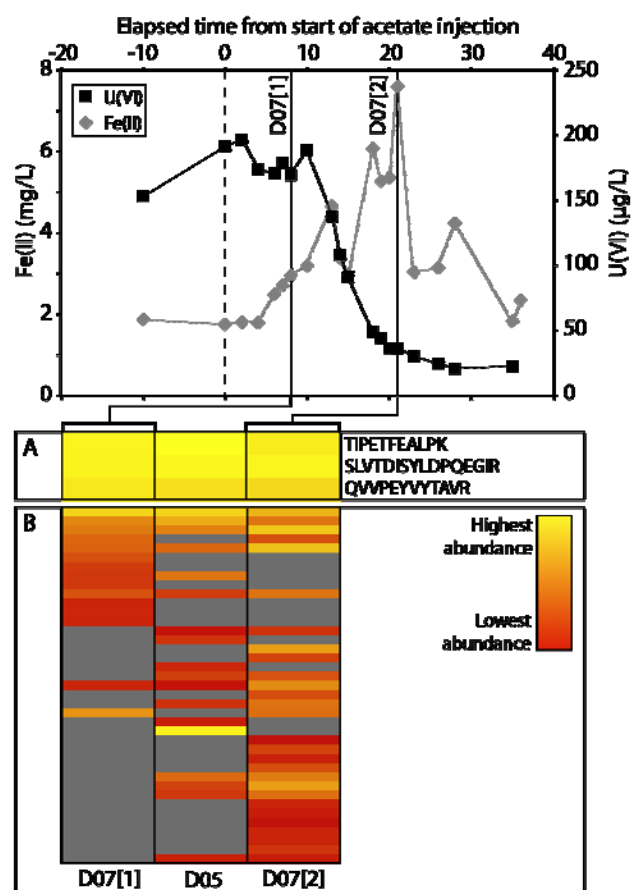 Elapsed time from start of acetate injection
-20 -10 0 10 20 30 40
8 250
U(VI)
Fe(II)
D07[1]
D07[2]
200
6
150
4
100
2
50
0 0
Fe(II) (mg/L)
U(VI) (µg/L)
A
TIPETFEALPK
SLVTDISYLDPQEGIR
QVVPEYVYTAVR
B
Highest
abundance
Lowest
abundance
D07[1] D05 D07[2]